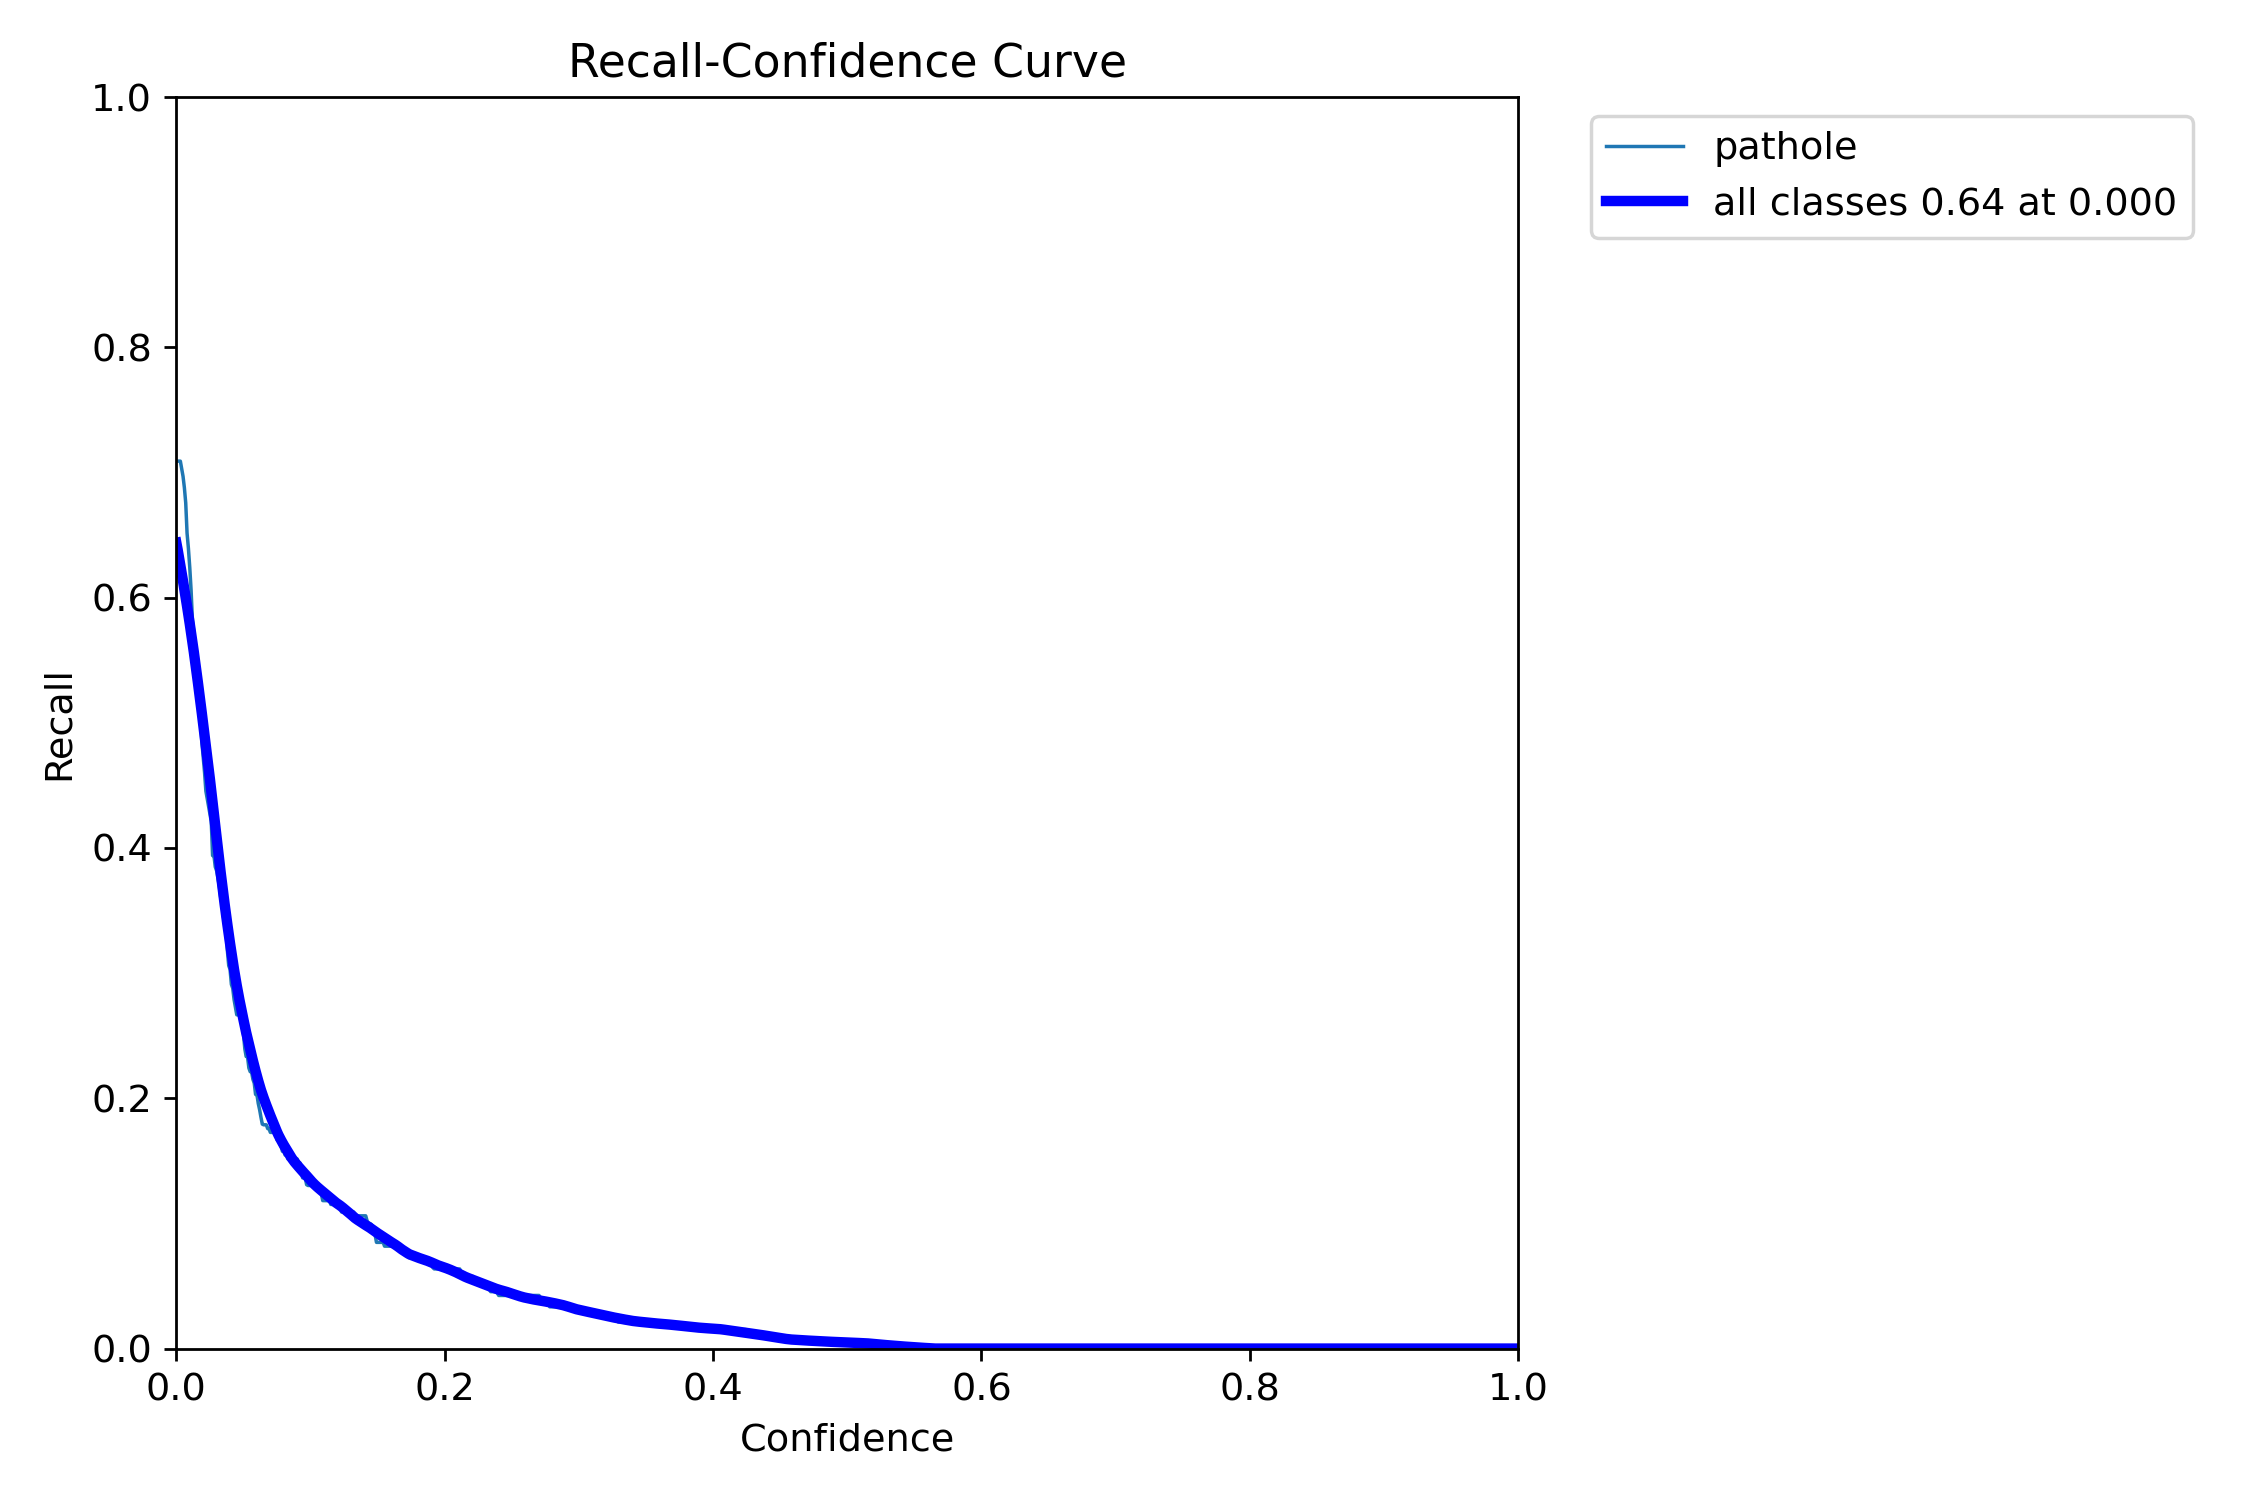 Recall-Confidence Curve
1.0
0.8
0.6
0.4
0.2
0.0
Recall
0.0 0.2 0.4 0.6 0.8 1.0
Confidence
pathole
all classes 0.64 at 0.000